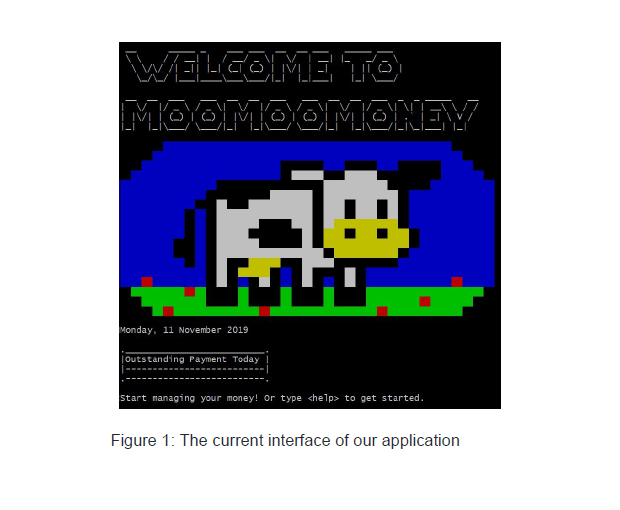 WELCOME TO
MOOMOOMONEY
Monday, 11 November 2019
Outstanding Payment Today
Start managing your money! Or type <help> to get started.
Figure 1: The current interface of our application